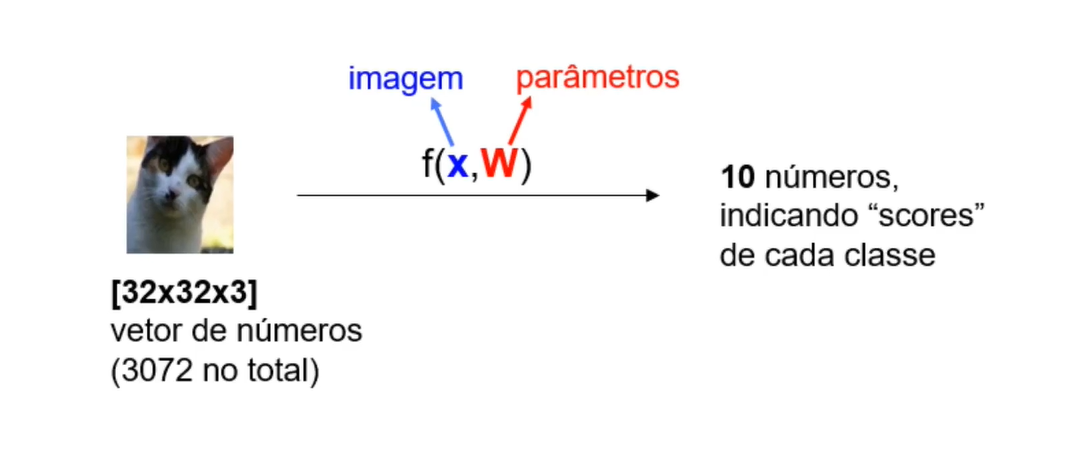 imagem
parâmetros
f(x,W)
[32x32x3]
vetor de números
(3072 no total)
10 números,
indicando “scores”
de cada classe